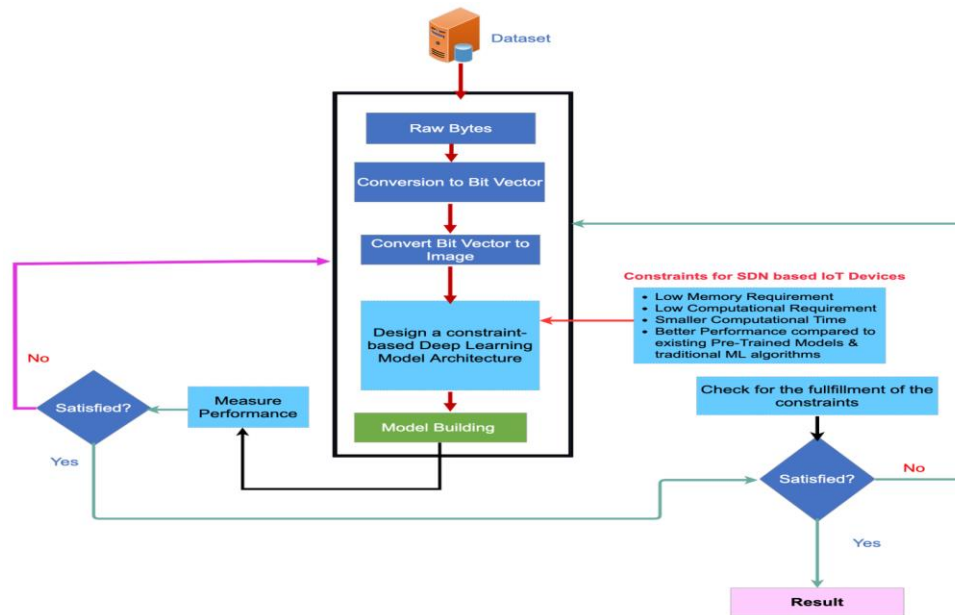 Dataset
Raw Bytes
Conversion to Bit Vector
Convert Bit Vector to
Image
Constraints for SDN based IoT Devices
• Low Memory Requirement
• Low Computational Requirement
• Smaller Computational Time
• Better Performance compared to
existing Pre-Trained Models &
traditional ML algorithms
Design a constraint-
based Deep Learning
Model Architecture
No
Satisfied?
Measure
Performance
Model Building
Yes
Check for the fullfillment of the
constraints
Satisfied?
No
Yes
Result